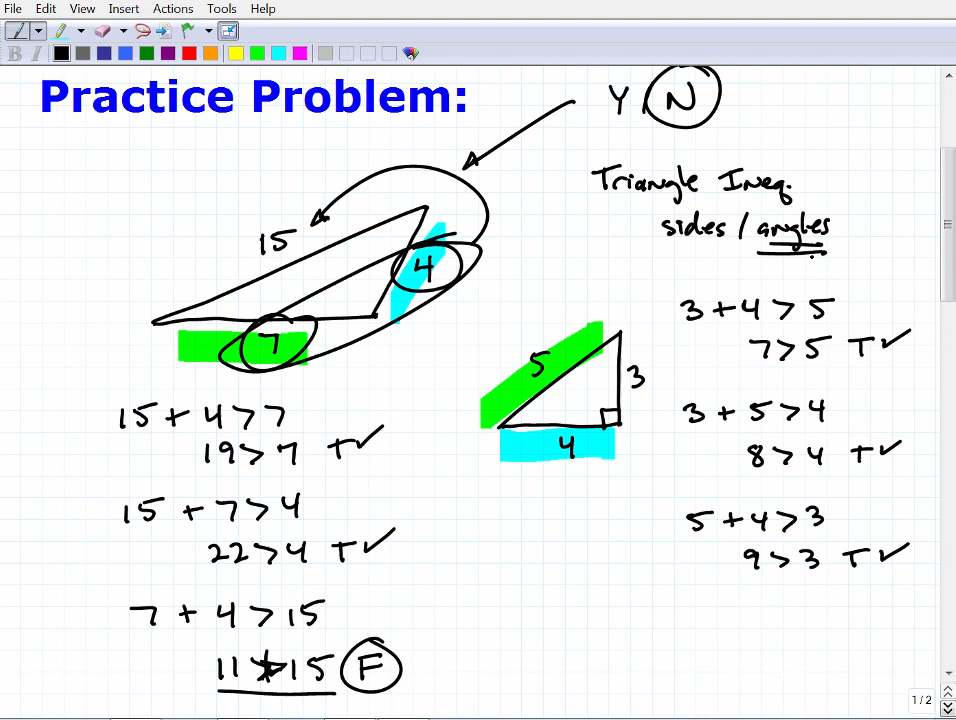 File Edit View Insert Actions Tools Help
B I
Practice Problem:
Y N
Triangle Ineq.
sides / angles
15
4
7
15 + 4 > 7
19 > 7 T ✓
15 + 7 > 4
22 > 4 T ✓
7 + 4 > 15
11 ≯ 15 F
5
3
4
3 + 4 > 5
7 > 5 T ✓
3 + 5 > 4
8 > 4 T ✓
5 + 4 > 3
9 > 3 T ✓
1 / 2